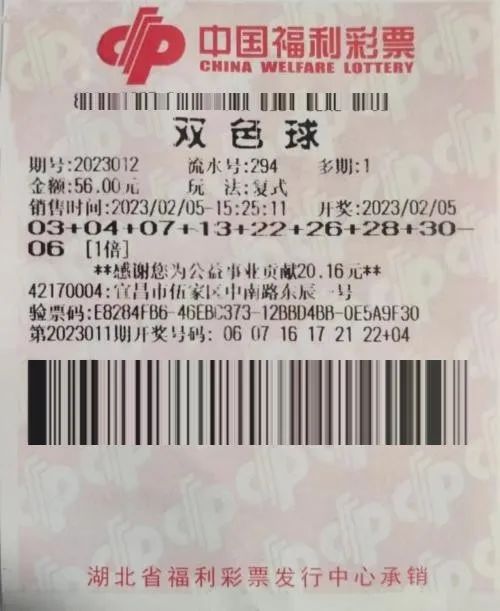 中国福利彩票
CHINA WELFARE LOTTERY
双色球
期号:2023012 流水号:294 多期:1
金额:56.00元 玩 法:复式
销售时间:2023/02/05-15:25:11 开奖:2023/02/05
03+04+07+13+22+26+28+30-
06 [1倍]
**感谢您为公益事业贡献20.16元**
42170004:宜昌市伍家区中南路东辰一号
验票码:E8284FB6-46EBC373-12BBD4BB-0E5A9F30
第2023011期开奖号码: 06 07 16 17 21 22+04
湖北省福利彩票发行中心承销